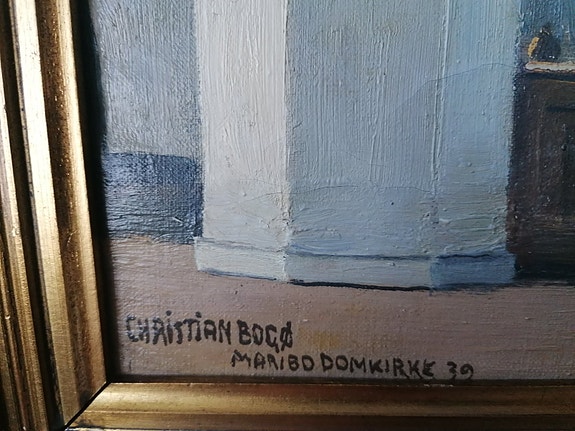 CHRiSTiAN BOGØ
MARIBO DOMKIRKE 39